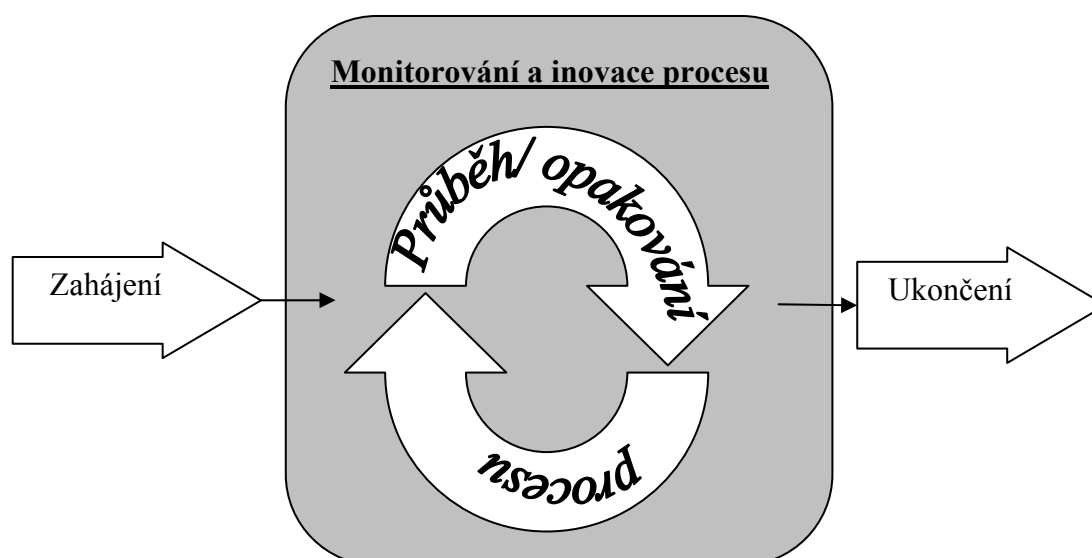 Monitorování a inovace procesu
Průběh/ opakování
procesu
Zahájení
Ukončení